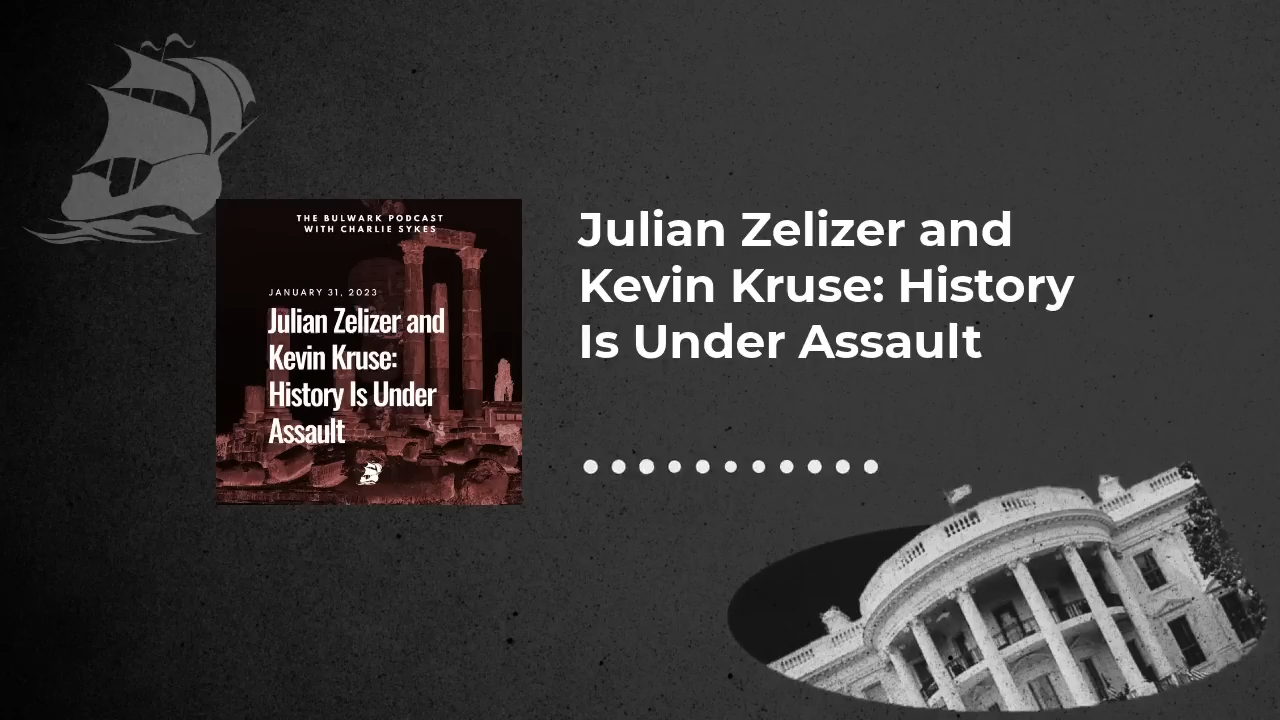 THE BULWARK PODCAST
WITH CHARLIE SYKES
JANUARY 31, 2023
Julian Zelizer and
Kevin Kruse:
History Is Under
Assault
Julian Zelizer and
Kevin Kruse: History
Is Under Assault